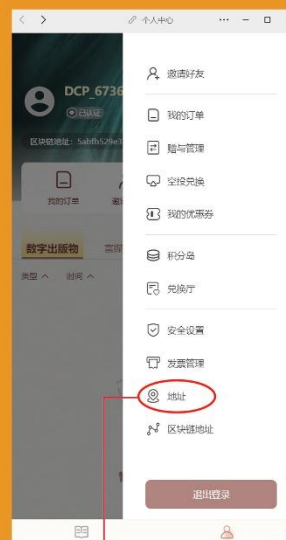 个人中心
邀请好友
DCP_6736
已认证
我的订单
赠与管理
区块链地址：5abfb529e1
空投兑换
我的订单
我的优惠券
数字出版物
积分岛
类型
时间
兑换厅
安全设置
发票管理
地址
区块链地址
退出登录